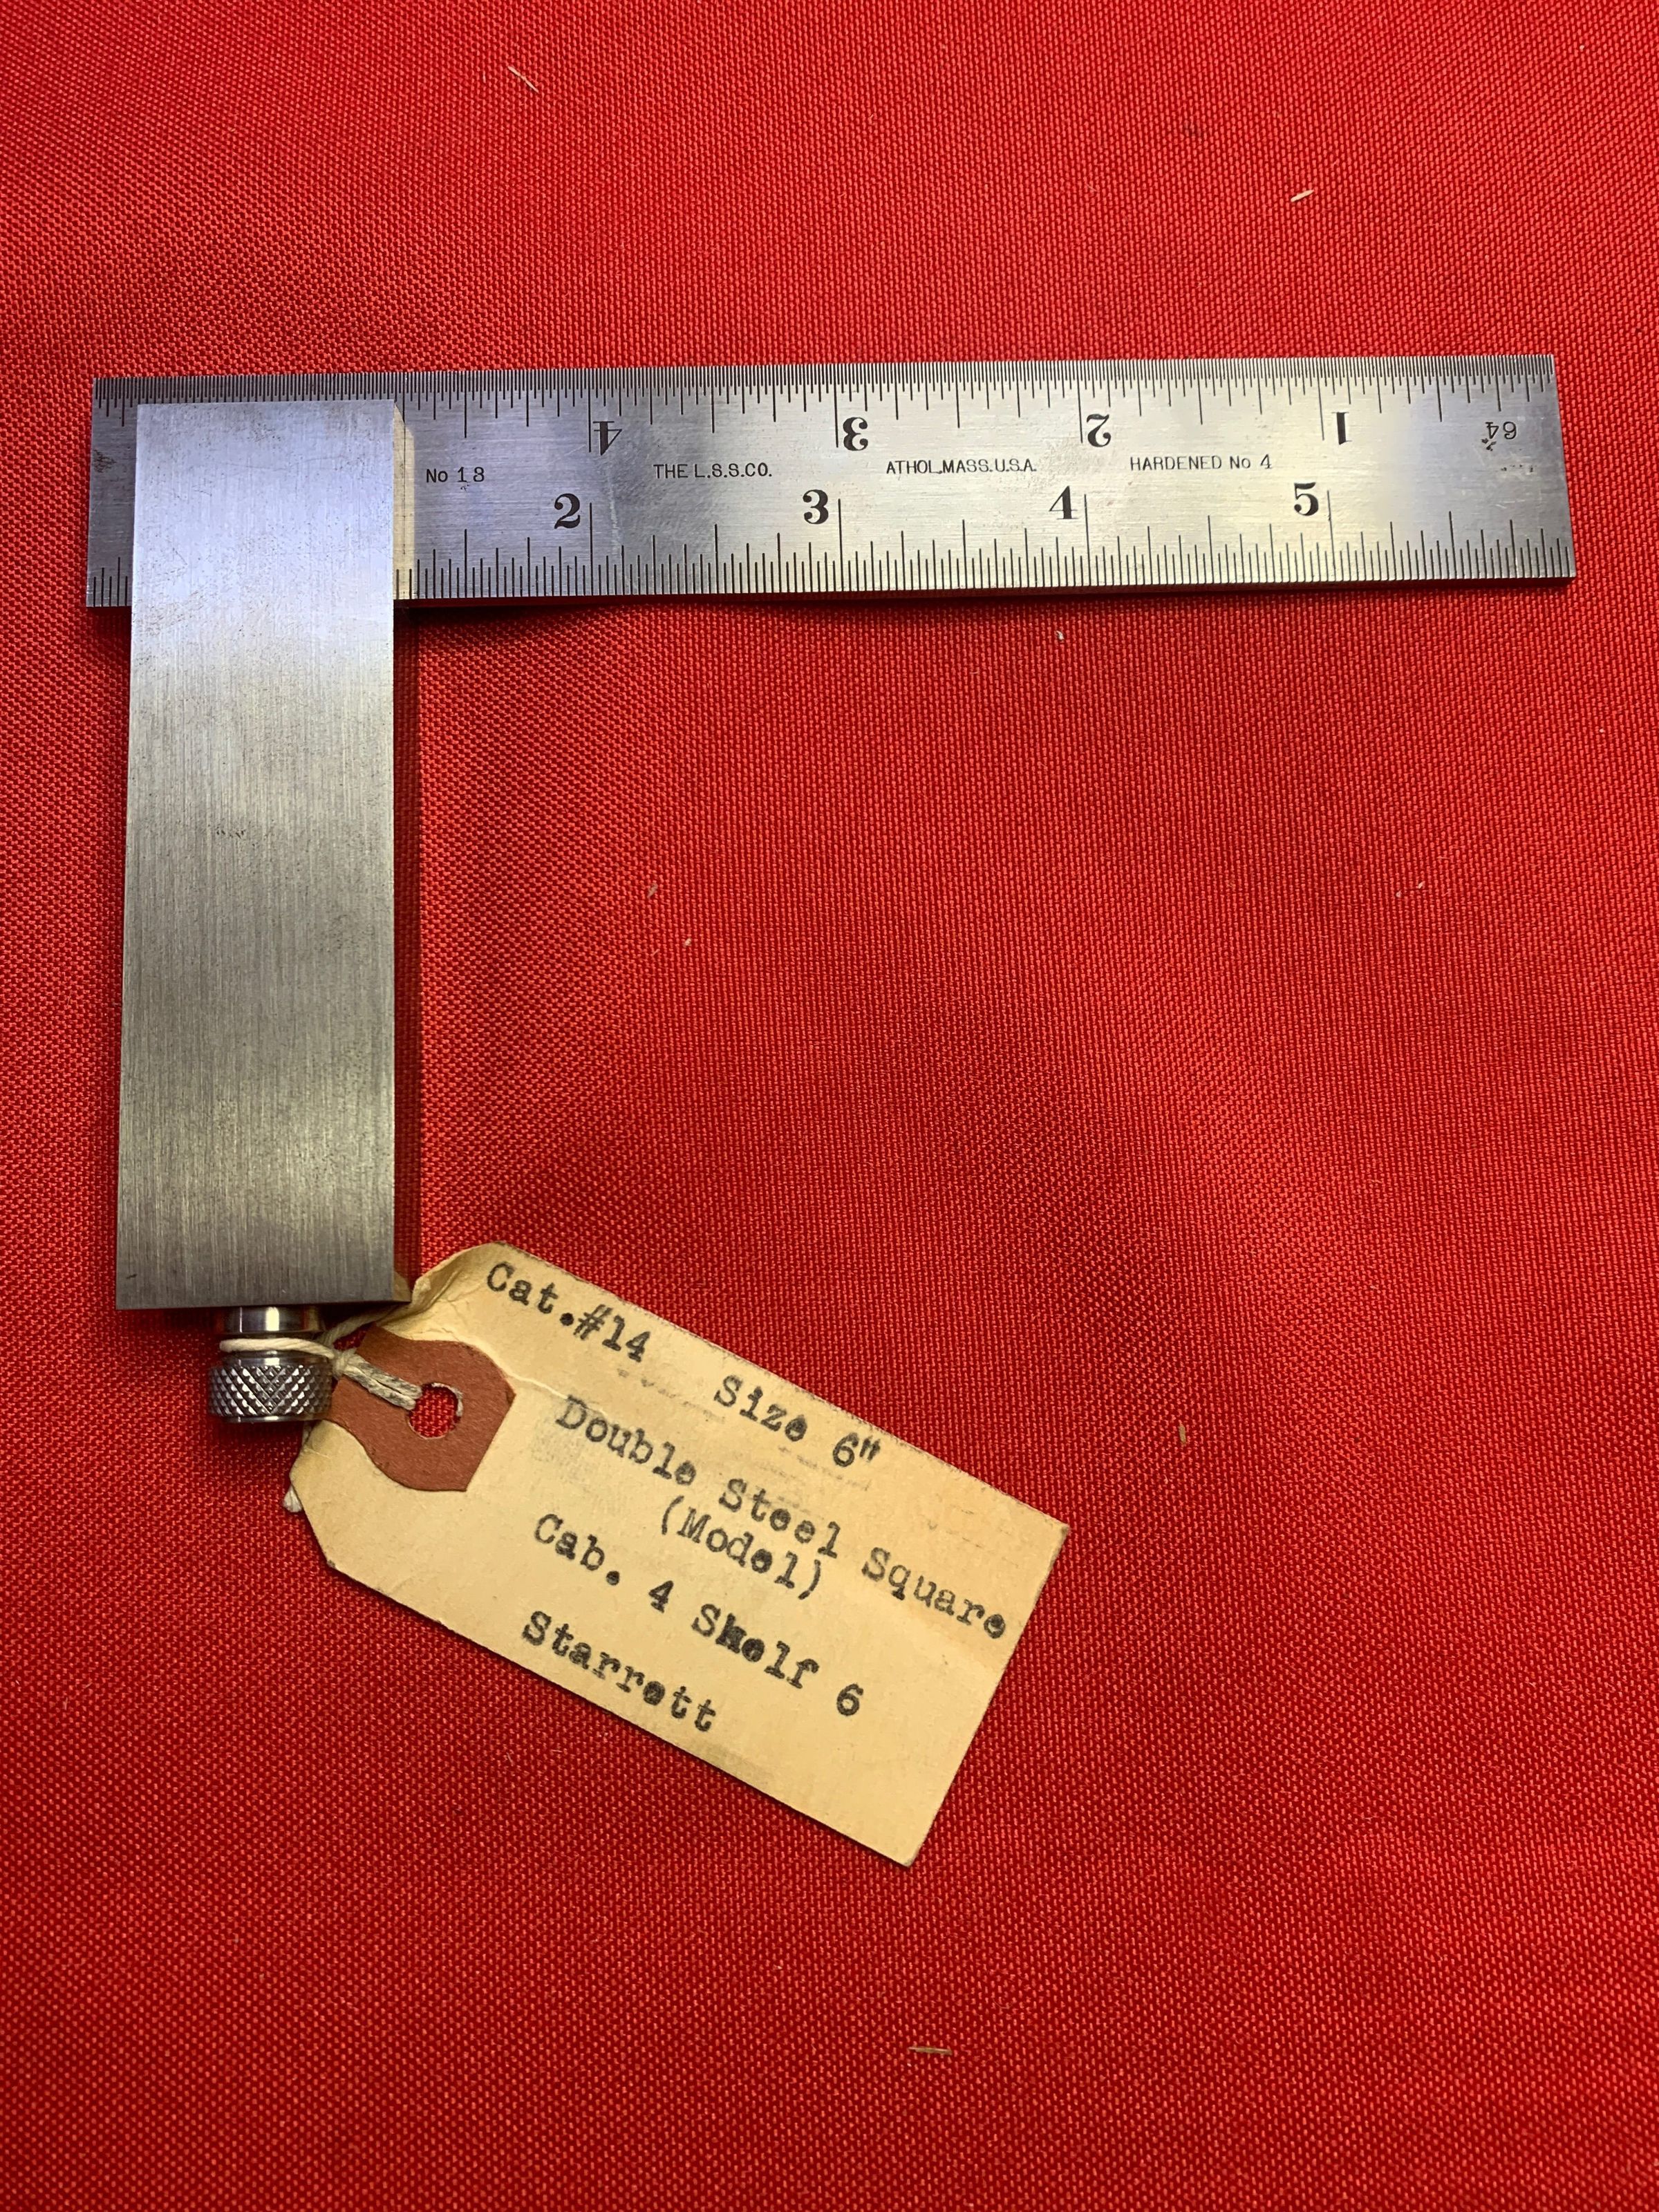 4 3 2 1 64
No 18 THE L.S.S.CO. ATHOL,MASS.U.S.A. HARDENED No 4
2 3 4 5
Cat.#14 Size 6"
Double Steel Square
(Model)
Cab. 4 Shelf 6
Starrett